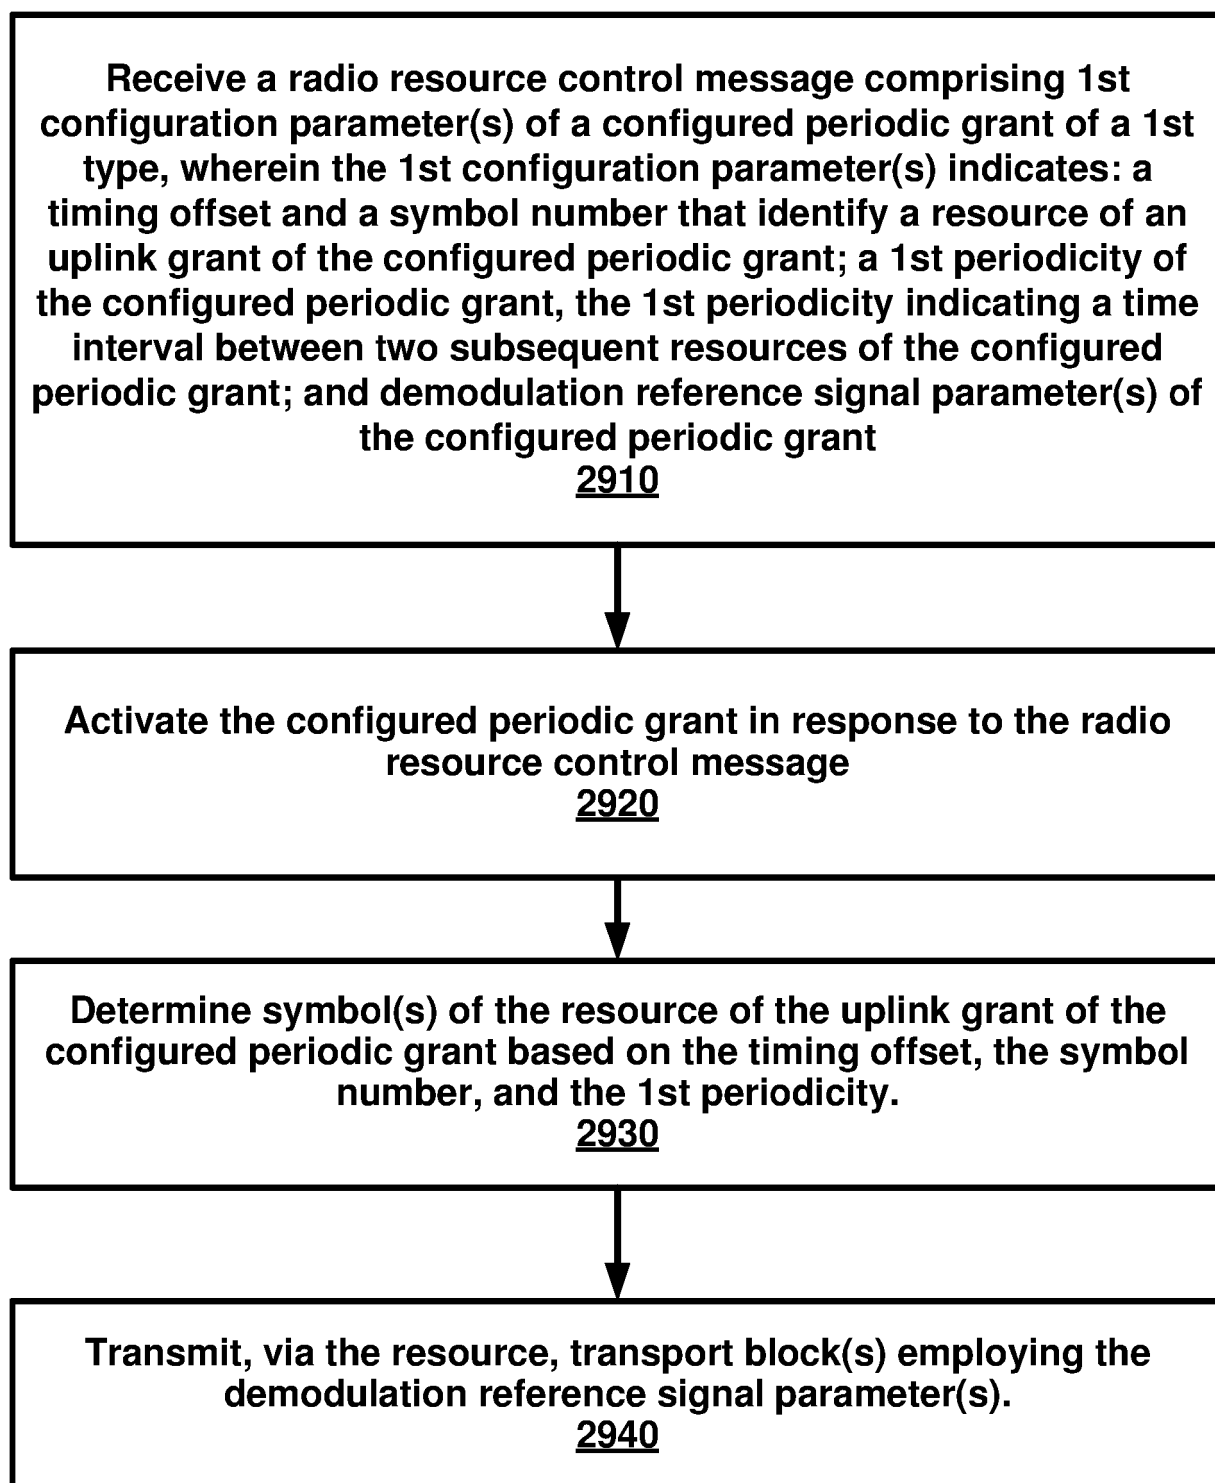 Receive a radio resource control message comprising 1st
configuration parameter(s) of a configured periodic grant of a 1st
type, wherein the 1st configuration parameter(s) indicates: a
timing offset and a symbol number that identify a resource of an
uplink grant of the configured periodic grant; a 1st periodicity of
the configured periodic grant, the 1st periodicity indicating a time
interval between two subsequent resources of the configured
periodic grant; and demodulation reference signal parameter(s) of
the configured periodic grant
2910
Activate the configured periodic grant in response to the radio
resource control message
2920
Determine symbol(s) of the resource of the uplink grant of the
configured periodic grant based on the timing offset, the symbol
number, and the 1st periodicity.
2930
Transmit, via the resource, transport block(s) employing the
demodulation reference signal parameter(s).
2940